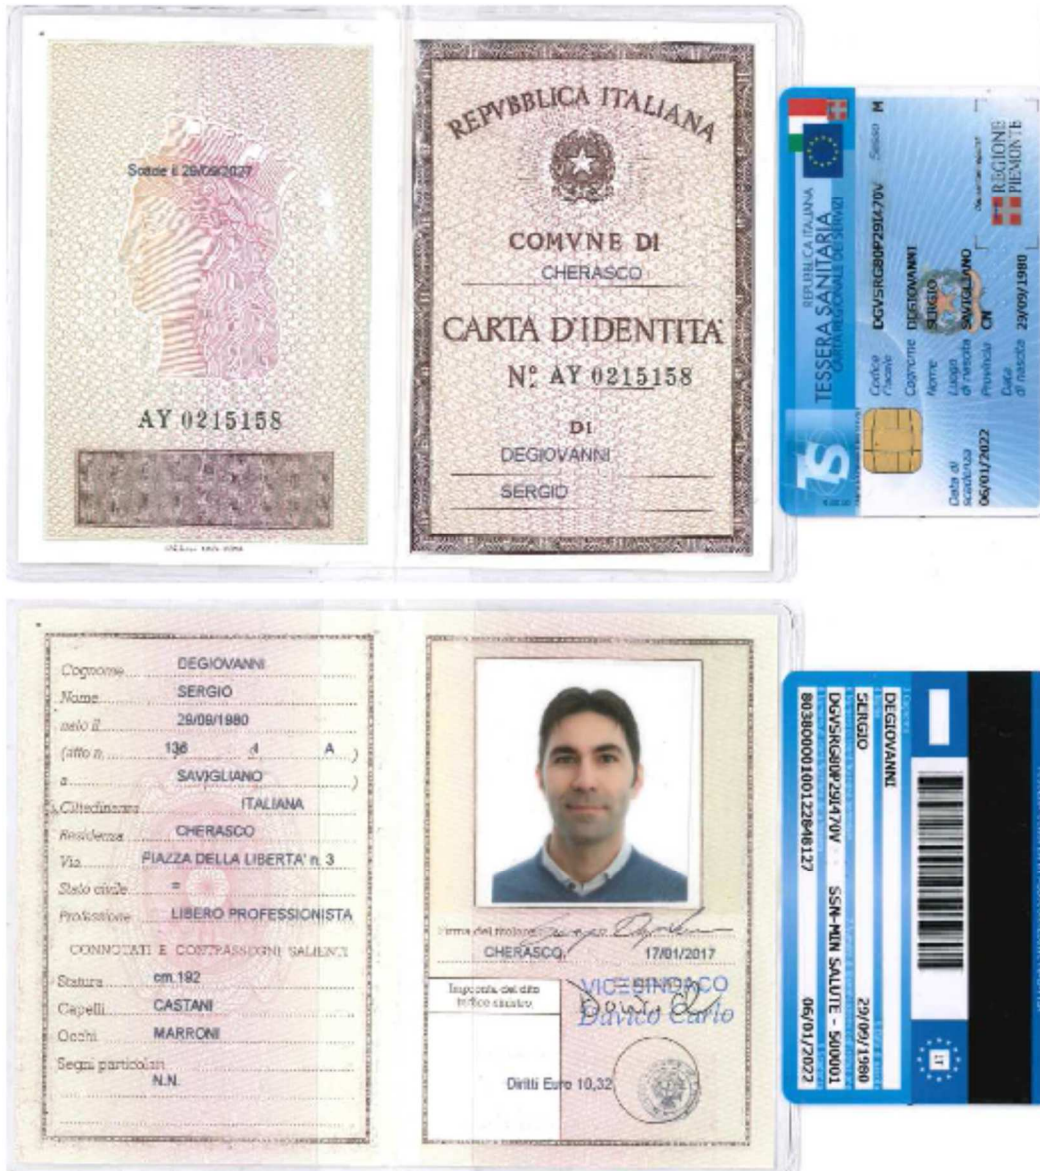 Scade il 29/09/2027
AY 0215158
REPVBBLICA ITALIANA
COMVNE DI
CHERASCO
CARTA D'IDENTITA'
Nº AY 0215158
DI
DEGIOVANNI
SERGIO
REPUBBLICA ITALIANA
TESSERA SANITARIA
CARTA REGIONALE DEI SERVIZI
TS
Codice Fiscale DGVSRG80P29I470V Sesso M
Cognome DEGIOVANNI
Nome SERGIO
Luogo di nascita SAVIGLIANO
Provincia CN
Data di nascita 29/09/1980
Data di scadenza 06/01/2022
REGIONE PIEMONTE
Cognome DEGIOVANNI
Nome SERGIO
nato il 29/09/1980
(atto n. 136 1 A )
a SAVIGLIANO )
Cittadinanza ITALIANA
Residenza CHERASCO
Via PIAZZA DELLA LIBERTA' n. 3
Stato civile =
Professione LIBERO PROFESSIONISTA
CONNOTATI E CONTRASSEGNI SALIENTI
Statura cm.192
Capelli CASTANI
Occhi MARRONI
Segni particolari
N.N.
Firma del titolare
CHERASCO, 17/01/2017
Impronta del dito
indice sinistro
VICESINDACO
Davico Carlo
Diritti Euro 10,32
DEGIOVANNI
SERGIO 29/09/1980
DGVSRG80P29I470V SSN-MIN SALUTE - 500001
80380000101122848127 06/01/2022
IT